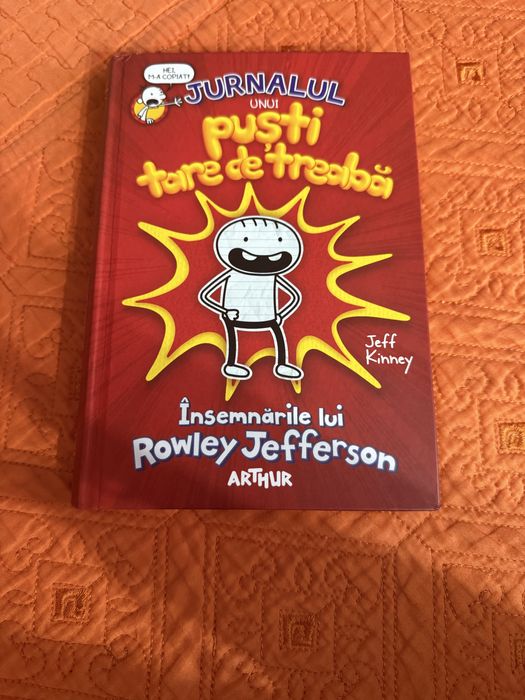 HEI,
M-A COPIAT!
JURNALUL
UNUI
puști
tare de treabă
Jeff
Kinney
Însemnările lui
Rowley Jefferson
ARTHUR